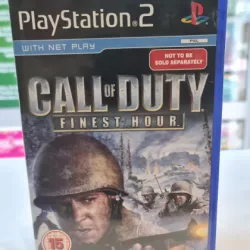 PlayStation 2
WITH NET PLAY
NOT TO BE
SOLD SEPARATELY
CALL OF DUTY
FINEST HOUR
15